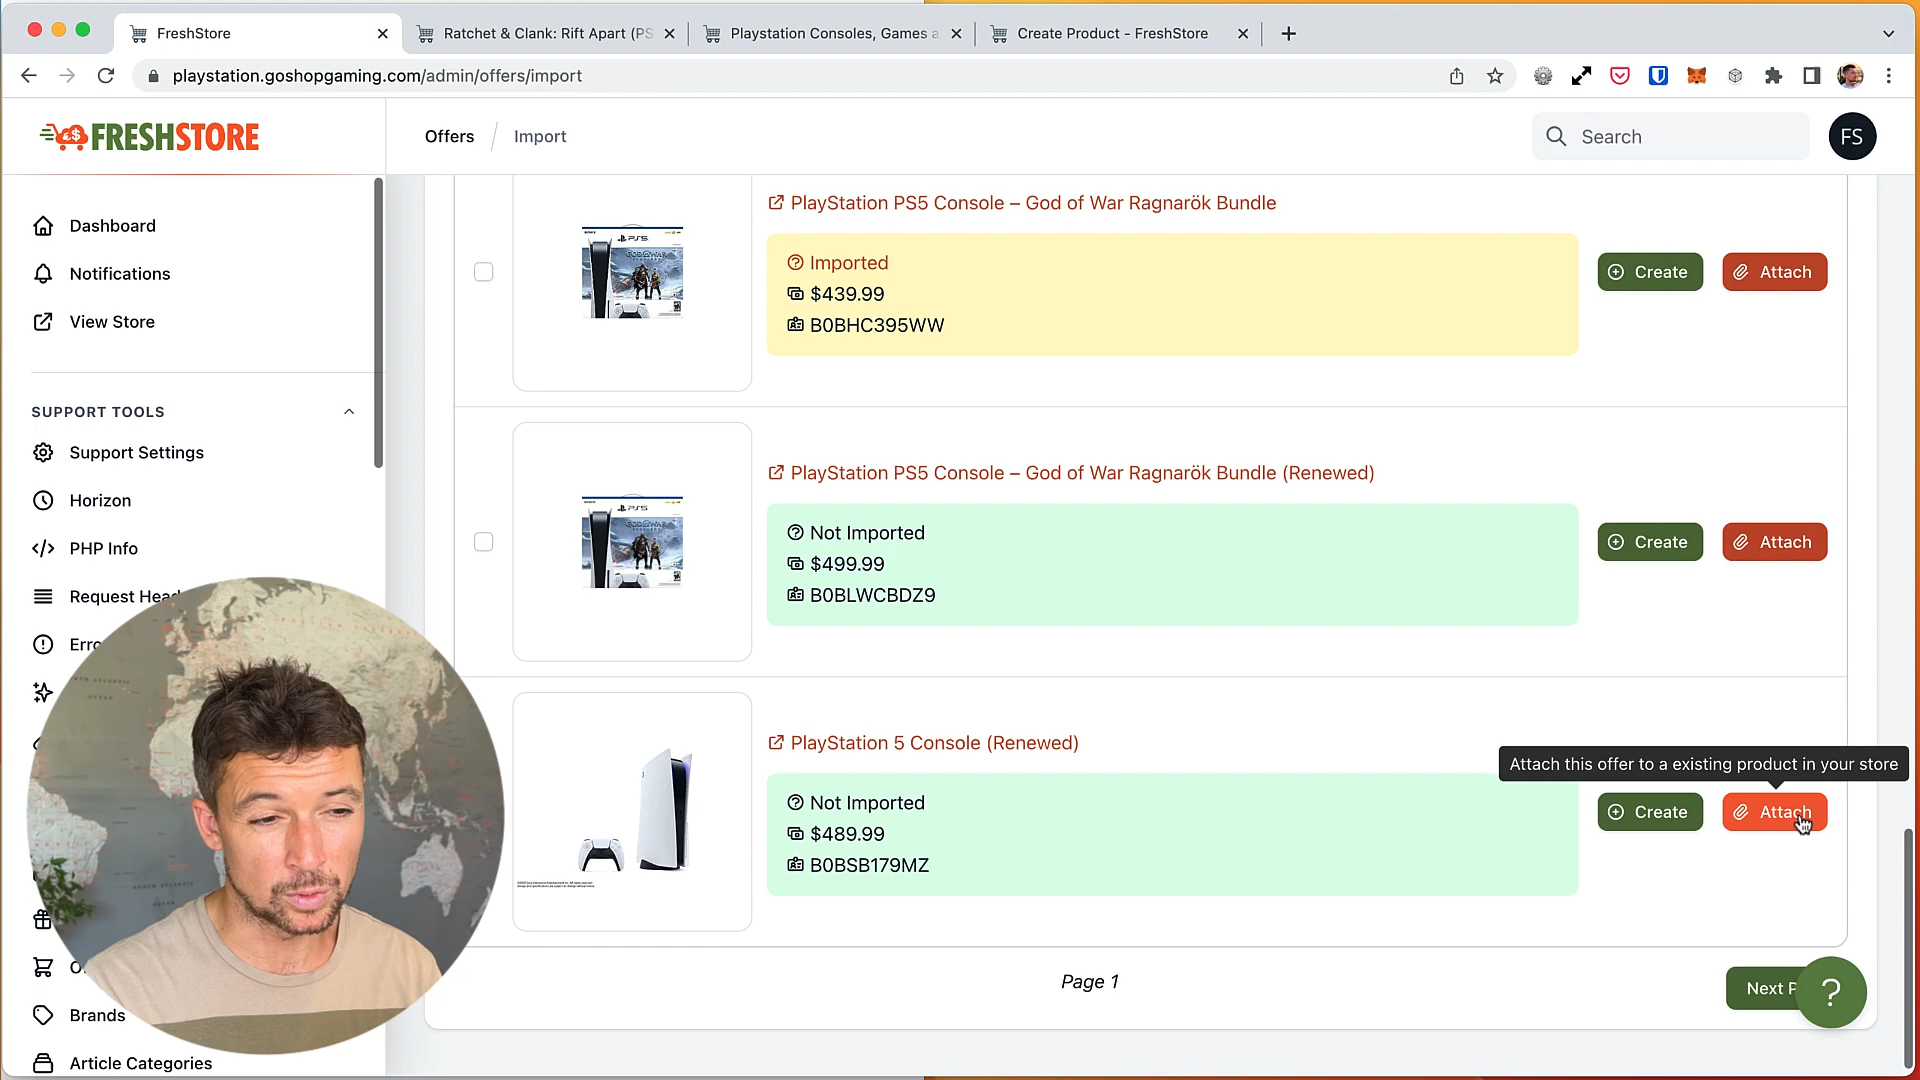 FreshStore
Ratchet & Clank: Rift Apart (PS
Playstation Consoles, Games a
Create Product - FreshStore
playstation.goshopgaming.com/admin/offers/import
FRESHSTORE
Offers / Import
Search
FS
Dashboard
Notifications
View Store
SUPPORT TOOLS
Support Settings
Horizon
PHP Info
Request Head
Erro
Brands
Article Categories
PlayStation PS5 Console – God of War Ragnarök Bundle
Imported
$439.99
B0BHC395WW
Create
Attach
PlayStation PS5 Console – God of War Ragnarök Bundle (Renewed)
Not Imported
$499.99
B0BLWCBDZ9
Create
Attach
PlayStation 5 Console (Renewed)
Attach this offer to a existing product in your store
Not Imported
$489.99
B0BSB179MZ
Create
Attach
Page 1
Next P
?